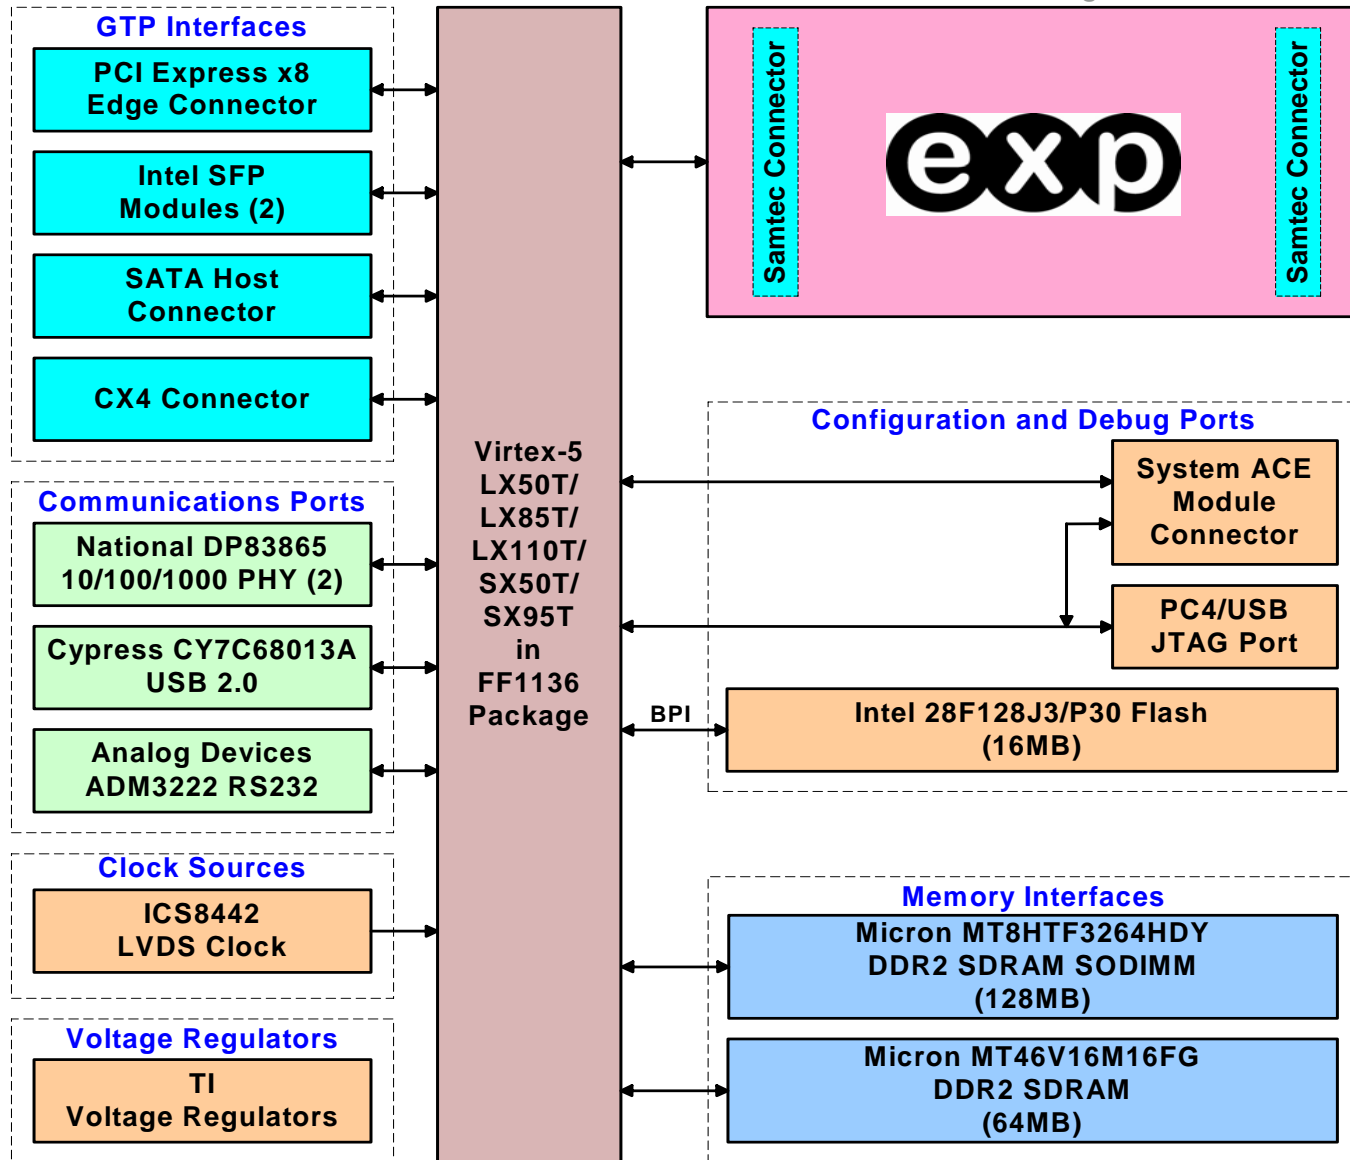 GTP Interfaces
PCI Express x8
Edge Connector
Intel SFP
Modules (2)
SATA Host
Connector
CX4 Connector
Communications Ports
National DP83865
10/100/1000 PHY (2)
Cypress CY7C68013A
USB 2.0
Analog Devices
ADM3222 RS232
Clock Sources
ICS8442
LVDS Clock
Voltage Regulators
TI
Voltage Regulators
Virtex-5
LX50T/
LX85T/
LX110T/
SX50T/
SX95T
in
FF1136
Package
Samtec Connector
exp
Samtec Connector
Configuration and Debug Ports
System ACE
Module
Connector
PC4/USB
JTAG Port
BPI
Intel 28F128J3/P30 Flash
(16MB)
Memory Interfaces
Micron MT8HTF3264HDY
DDR2 SDRAM SODIMM
(128MB)
Micron MT46V16M16FG
DDR2 SDRAM
(64MB)